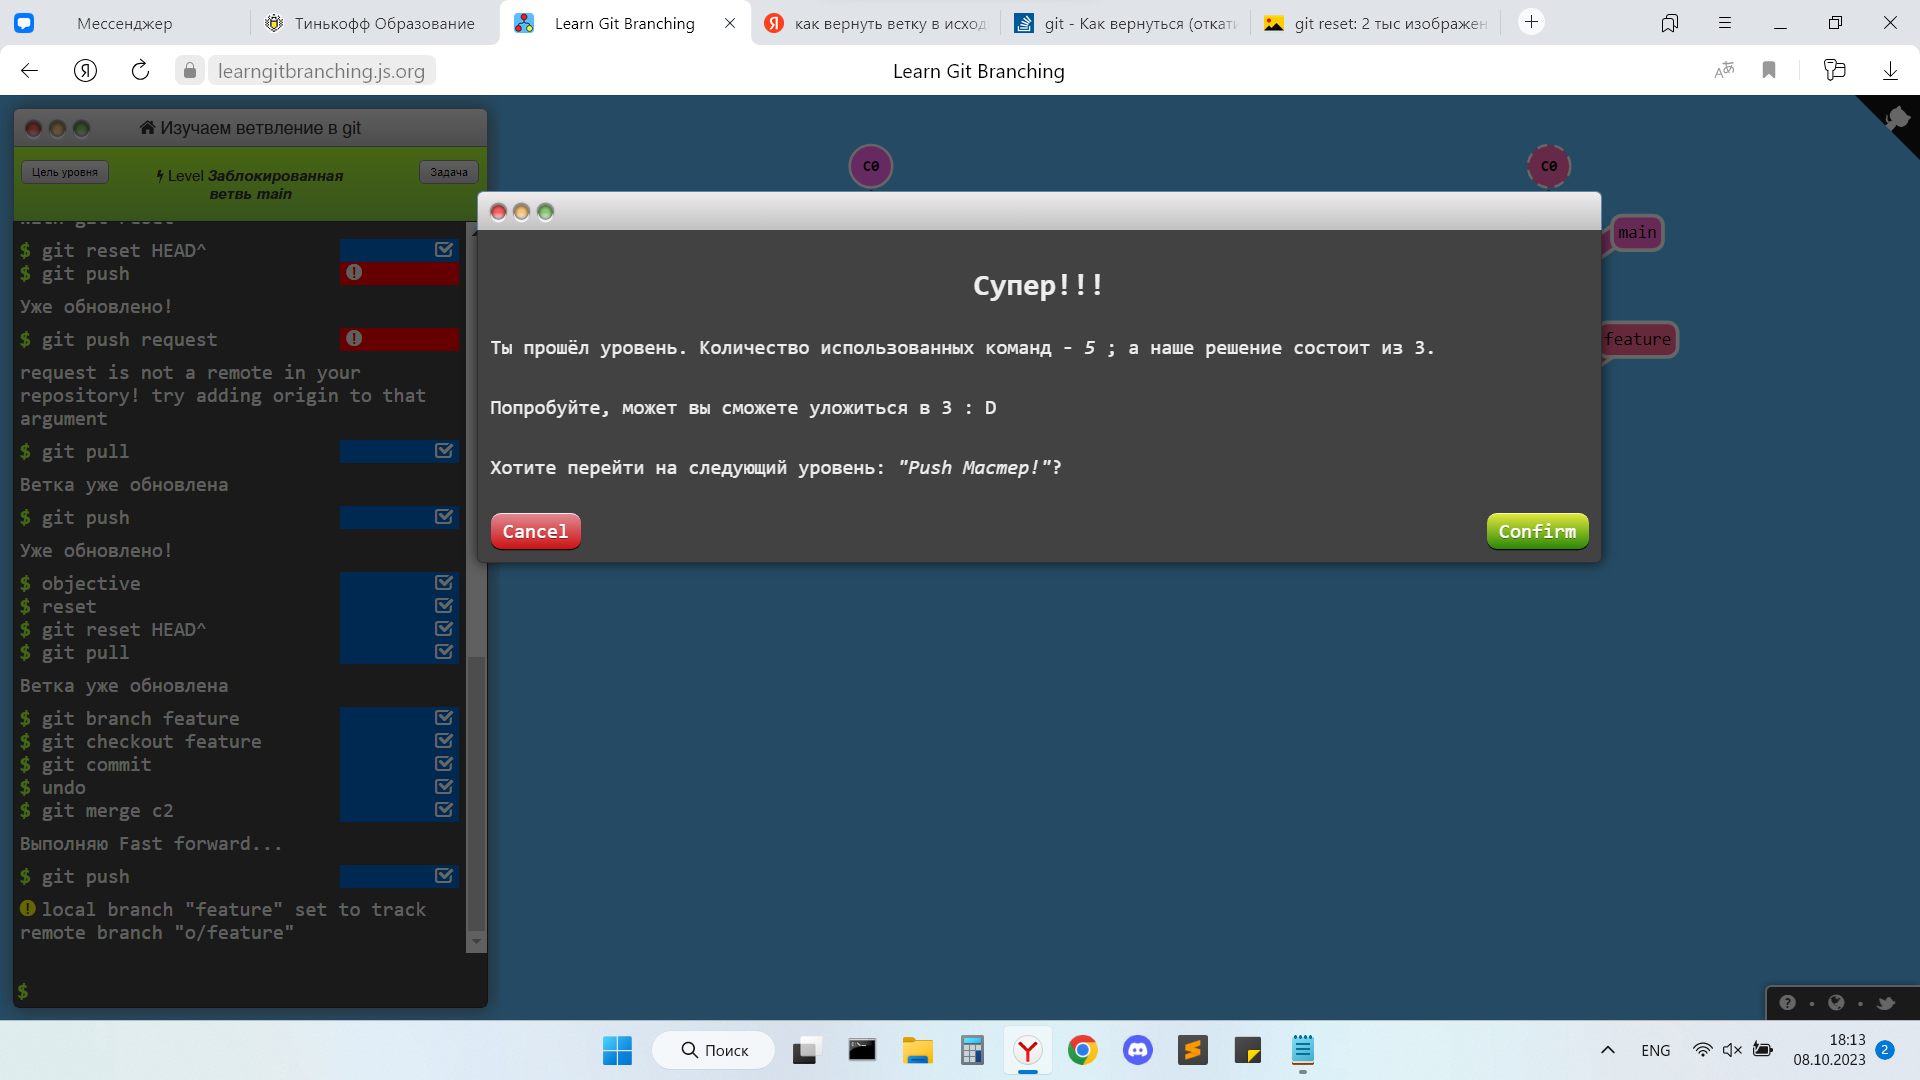 Мессенджер
Тинькофф Образование
Learn Git Branching
как вернуть ветку в исход
git - Как вернуться (откати
git reset: 2 тыс изображен
learngitbranching.js.org
Learn Git Branching
Изучаем ветвление в git
Цель уровня
Level Заблокированная
ветвь main
Задача
with git reset
$ git reset HEAD^
$ git push
Уже обновлено!
$ git push request
request is not a remote in your
repository! try adding origin to that
argument
$ git pull
Ветка уже обновлена
$ git push
Уже обновлено!
$ objective
$ reset
$ git reset HEAD^
$ git pull
Ветка уже обновлена
$ git branch feature
$ git checkout feature
$ git commit
$ undo
$ git merge c2
Выполняю Fast forward...
$ git push
local branch "feature" set to track
remote branch "o/feature"
$
C0
C0
main
feature
Супер!!!
Ты прошёл уровень. Количество использованных команд - 5 ; а наше решение состоит из 3.
Попробуйте, может вы сможете уложиться в 3 : D
Хотите перейти на следующий уровень: "Push Мастер!"?
Cancel
Confirm
Поиск
ENG
18:13
08.10.2023
2